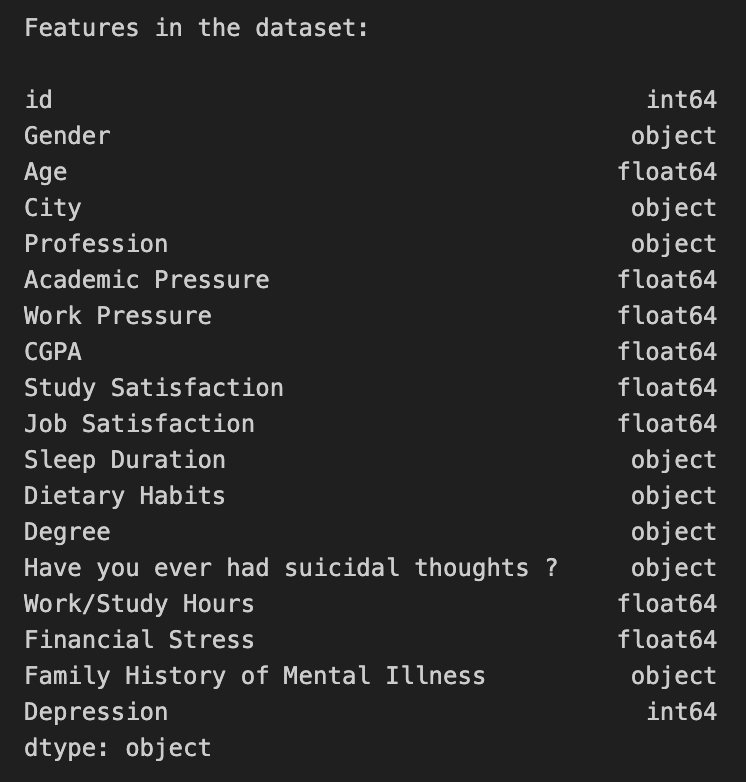 Features in the dataset:
id int64
Gender object
Age float64
City object
Profession object
Academic Pressure float64
Work Pressure float64
CGPA float64
Study Satisfaction float64
Job Satisfaction float64
Sleep Duration object
Dietary Habits object
Degree object
Have you ever had suicidal thoughts ? object
Work/Study Hours float64
Financial Stress float64
Family History of Mental Illness object
Depression int64
dtype: object